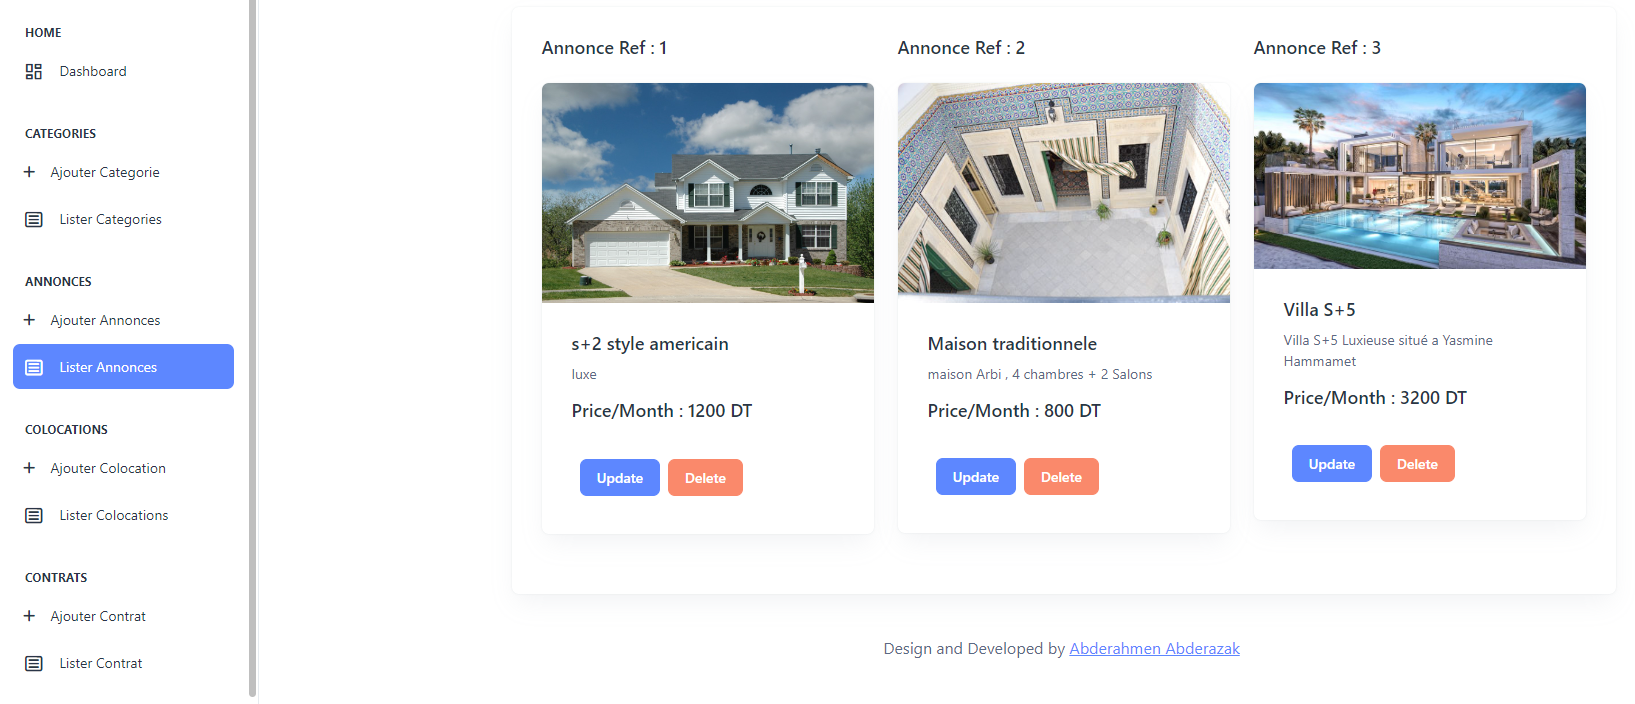 HOME
Dashboard
CATEGORIES
Ajouter Categorie
Lister Categories
ANNONCES
Ajouter Annonces
Lister Annonces
COLOCATIONS
Ajouter Colocation
Lister Colocations
CONTRATS
Ajouter Contrat
Lister Contrat
Annonce Ref : 1
s+2 style americain
luxe
Price/Month : 1200 DT
Update Delete
Annonce Ref : 2
Maison traditionnele
maison Arbi , 4 chambres + 2 Salons
Price/Month : 800 DT
Update Delete
Annonce Ref : 3
Villa S+5
Villa S+5 Luxieuse situé a Yasmine
Hammamet
Price/Month : 3200 DT
Update Delete
Design and Developed by Abderahmen Abderazak